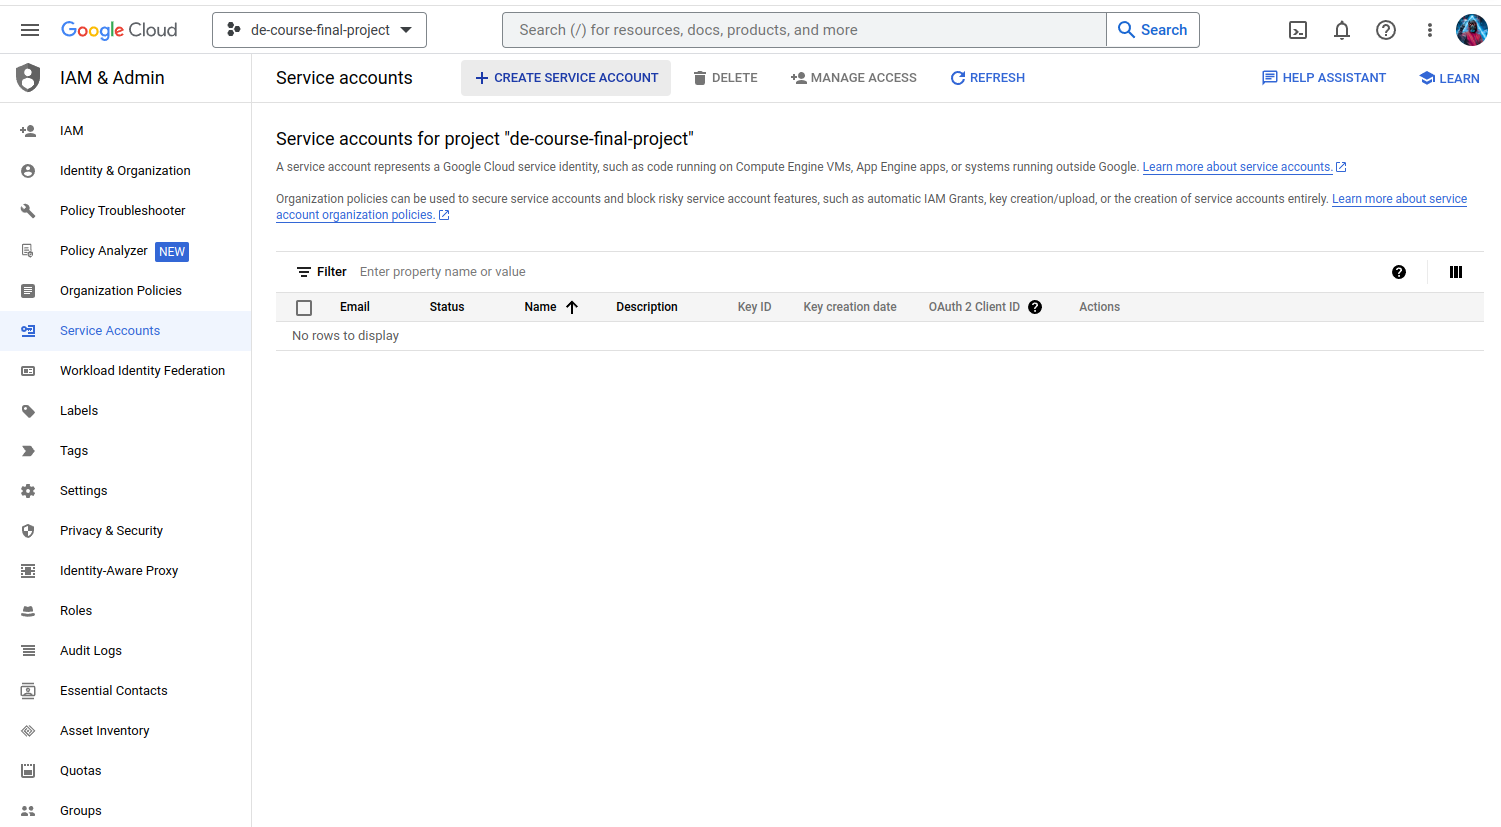 Google Cloud
de-course-final-project
Search (/) for resources, docs, products, and more
Search
IAM & Admin
Service accounts
CREATE SERVICE ACCOUNT
DELETE
MANAGE ACCESS
REFRESH
HELP ASSISTANT
LEARN
IAM
Identity & Organization
Policy Troubleshooter
Policy Analyzer NEW
Organization Policies
Service Accounts
Workload Identity Federation
Labels
Tags
Settings
Privacy & Security
Identity-Aware Proxy
Roles
Audit Logs
Essential Contacts
Asset Inventory
Quotas
Groups
Service accounts for project "de-course-final-project"
A service account represents a Google Cloud service identity, such as code running on Compute Engine VMs, App Engine apps, or systems running outside Google. Learn more about service accounts.
Organization policies can be used to secure service accounts and block risky service account features, such as automatic IAM Grants, key creation/upload, or the creation of service accounts entirely. Learn more about service
account organization policies.
Filter Enter property name or value
Email Status Name Description Key ID Key creation date OAuth 2 Client ID Actions
No rows to display